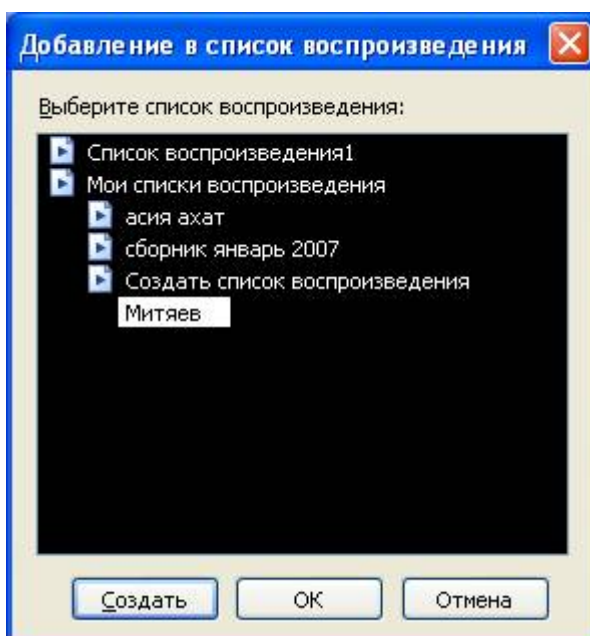 Добавление в список воспроизведения
Выберите список воспроизведения:
Список воспроизведения1
Мои списки воспроизведения
асия ахат
сборник январь 2007
Создать список воспроизведения
Митяев
Создать
ОК
Отмена